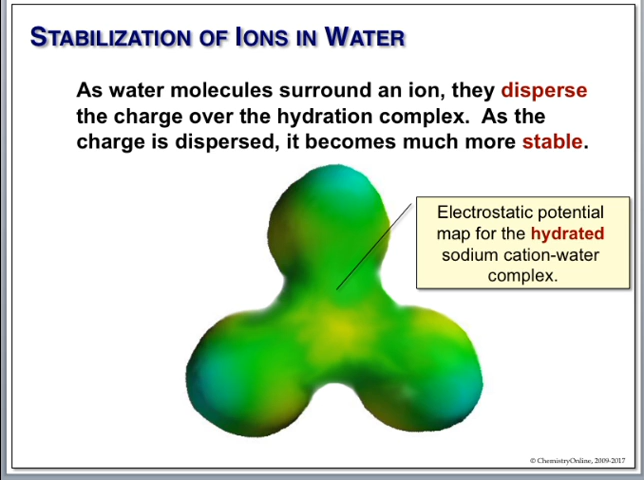 STABILIZATION OF IONS IN WATER
As water molecules surround an ion, they disperse
the charge over the hydration complex. As the
charge is dispersed, it becomes much more stable.
Electrostatic potential
map for the hydrated
sodium cation-water
complex.
© ChemistryOnline, 2009-2017